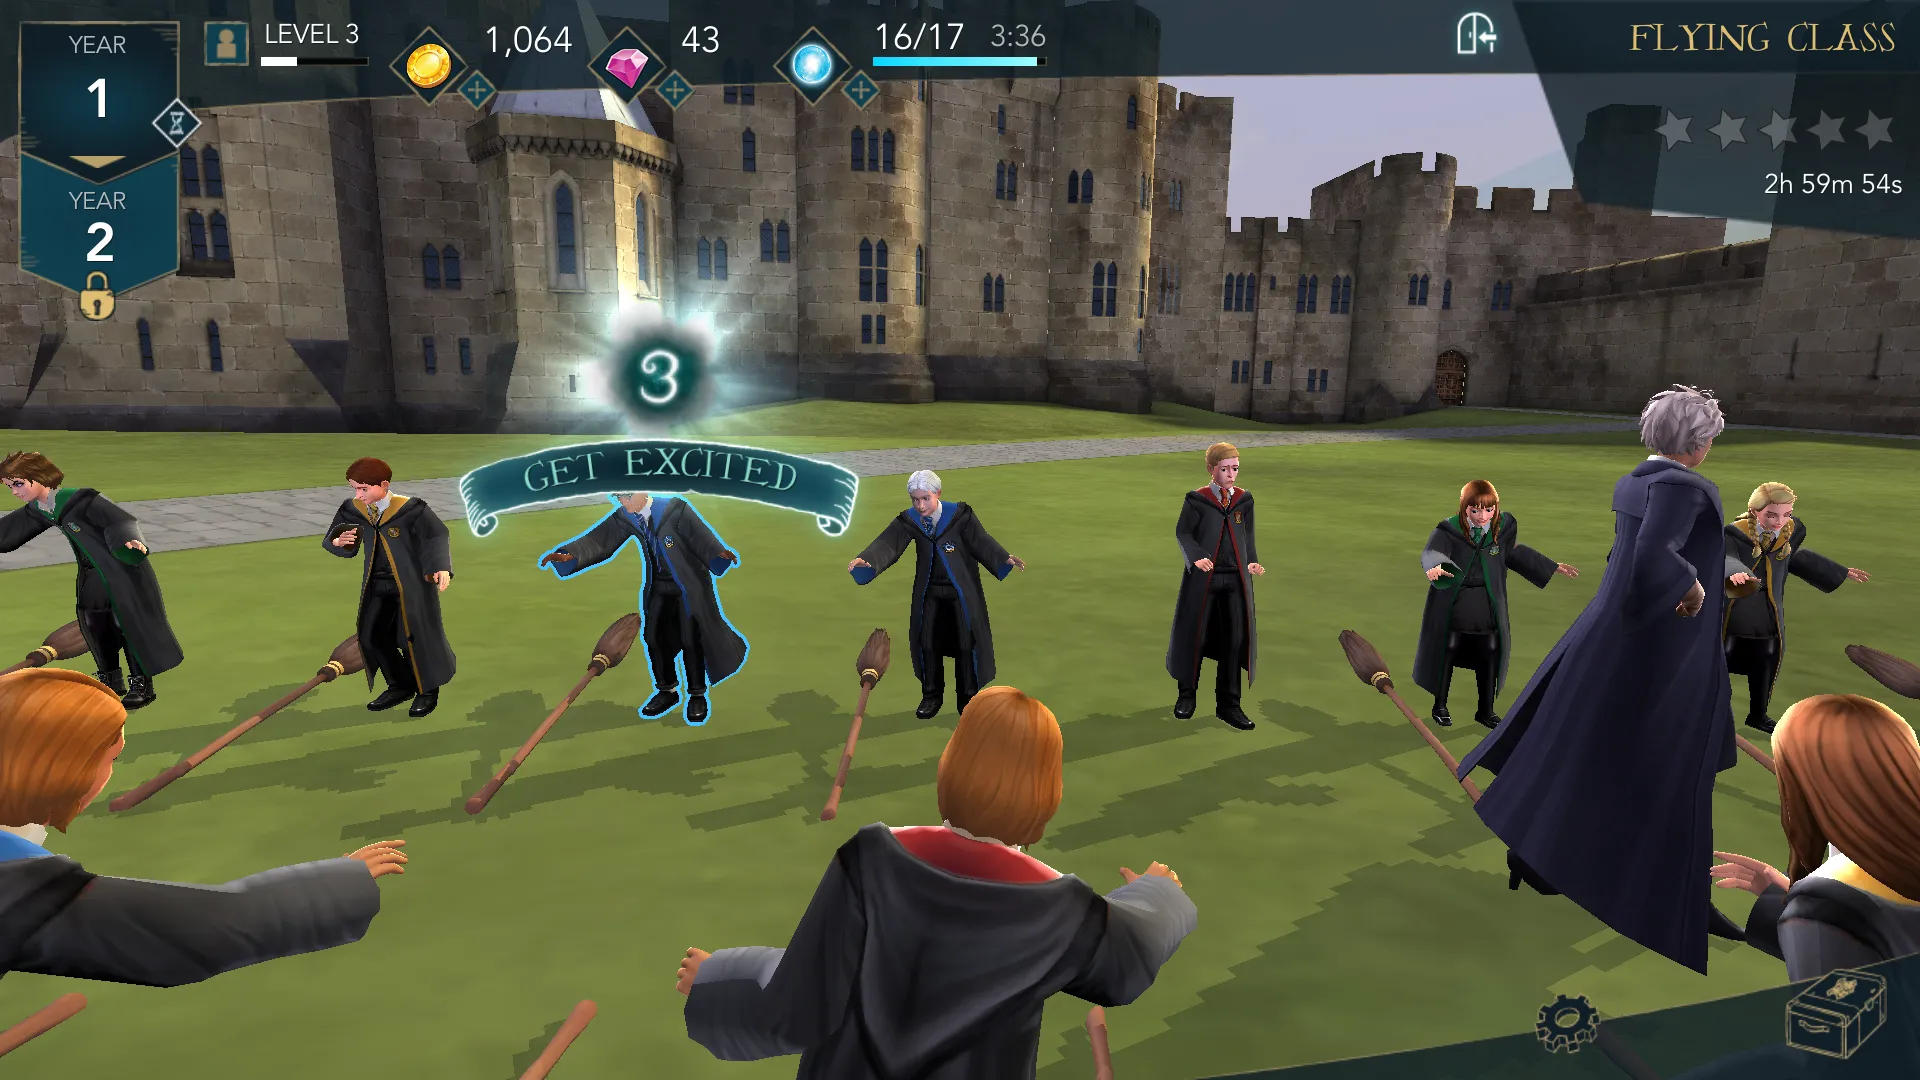 YEAR
1
YEAR
2
LEVEL 3
1,064
43
16/17 3:36
FLYING CLASS
2h 59m 54s
3
GET EXCITED